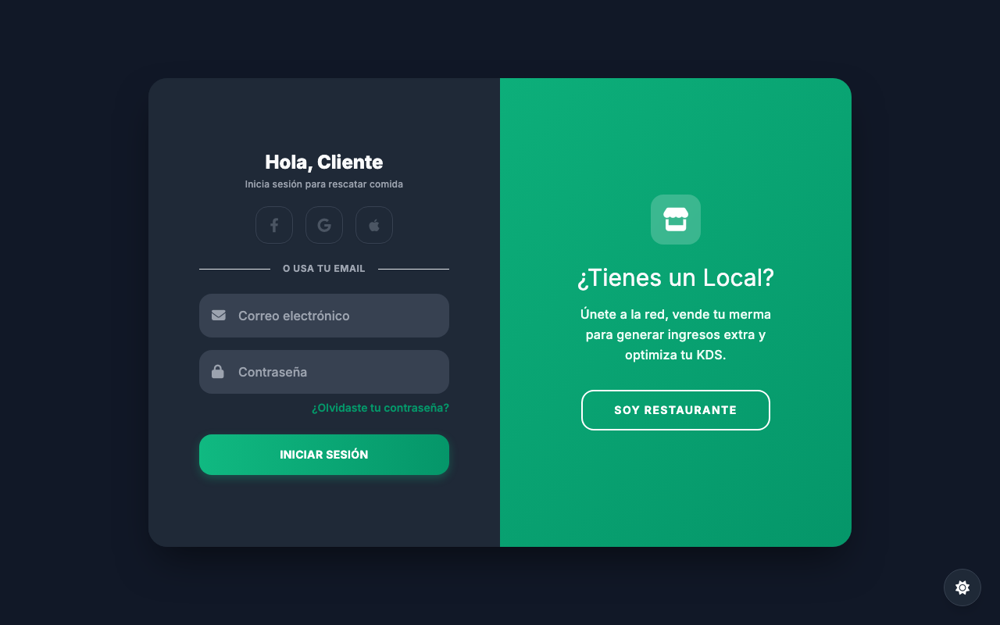 Hola, Cliente
Inicia sesión para rescatar comida
O USA TU EMAIL
Correo electrónico
Contraseña
¿Olvidaste tu contraseña?
INICIAR SESIÓN
¿Tienes un Local?
Únete a la red, vende tu merma
para generar ingresos extra y
optimiza tu KDS.
SOY RESTAURANTE